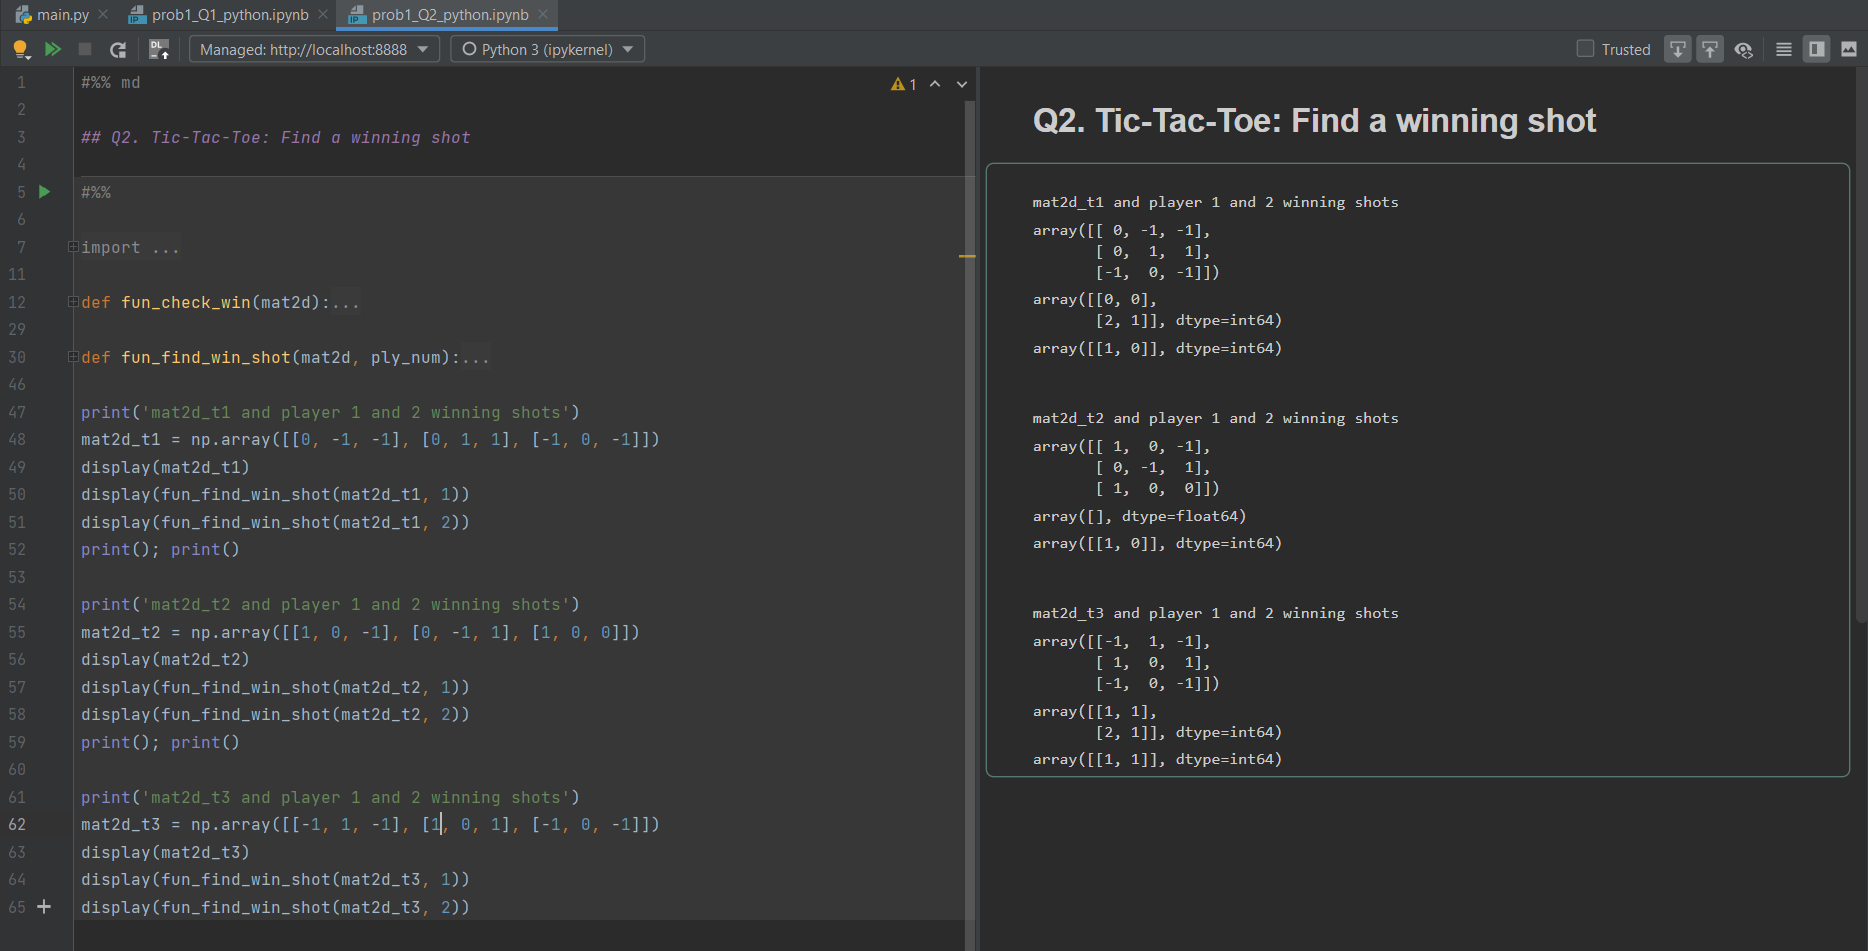 main.py
prob1_Q1_python.ipynb
prob1_Q2_python.ipynb
Managed: http://localhost:8888
Python 3 (ipykernel)
Trusted
1 #%% md
2
3 ## Q2. Tic-Tac-Toe: Find a winning shot
4
5 #%%
6
7 import ...
11
12 def fun_check_win(mat2d):...
29
30 def fun_find_win_shot(mat2d, ply_num):...
46
47 print('mat2d_t1 and player 1 and 2 winning shots')
48 mat2d_t1 = np.array([[0, -1, -1], [0, 1, 1], [-1, 0, -1]])
49 display(mat2d_t1)
50 display(fun_find_win_shot(mat2d_t1, 1))
51 display(fun_find_win_shot(mat2d_t1, 2))
52 print(); print()
53
54 print('mat2d_t2 and player 1 and 2 winning shots')
55 mat2d_t2 = np.array([[1, 0, -1], [0, -1, 1], [1, 0, 0]])
56 display(mat2d_t2)
57 display(fun_find_win_shot(mat2d_t2, 1))
58 display(fun_find_win_shot(mat2d_t2, 2))
59 print(); print()
60
61 print('mat2d_t3 and player 1 and 2 winning shots')
62 mat2d_t3 = np.array([[-1, 1, -1], [1, 0, 1], [-1, 0, -1]])
63 display(mat2d_t3)
64 display(fun_find_win_shot(mat2d_t3, 1))
65 display(fun_find_win_shot(mat2d_t3, 2))
1
Q2. Tic-Tac-Toe: Find a winning shot
mat2d_t1 and player 1 and 2 winning shots
array([[ 0, -1, -1],
[ 0, 1, 1],
[-1, 0, -1]])
array([[0, 0],
[2, 1]], dtype=int64)
array([[1, 0]], dtype=int64)
mat2d_t2 and player 1 and 2 winning shots
array([[ 1, 0, -1],
[ 0, -1, 1],
[ 1, 0, 0]])
array([], dtype=float64)
array([[1, 0]], dtype=int64)
mat2d_t3 and player 1 and 2 winning shots
array([[-1, 1, -1],
[ 1, 0, 1],
[-1, 0, -1]])
array([[1, 1],
[2, 1]], dtype=int64)
array([[1, 1]], dtype=int64)